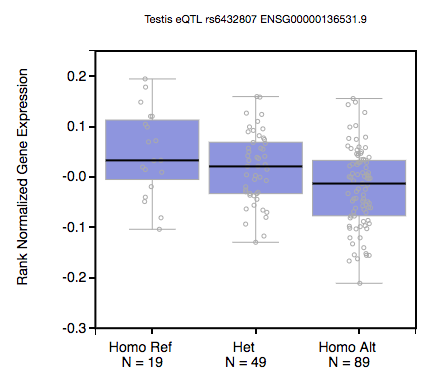 Testis eQTL rs6432807 ENSG00000136531.9
Rank Normalized Gene Expression
0.2
0.1
-0.0
-0.1
-0.2
-0.3
Homo Ref Het Homo Alt
N = 19 N = 49 N = 89